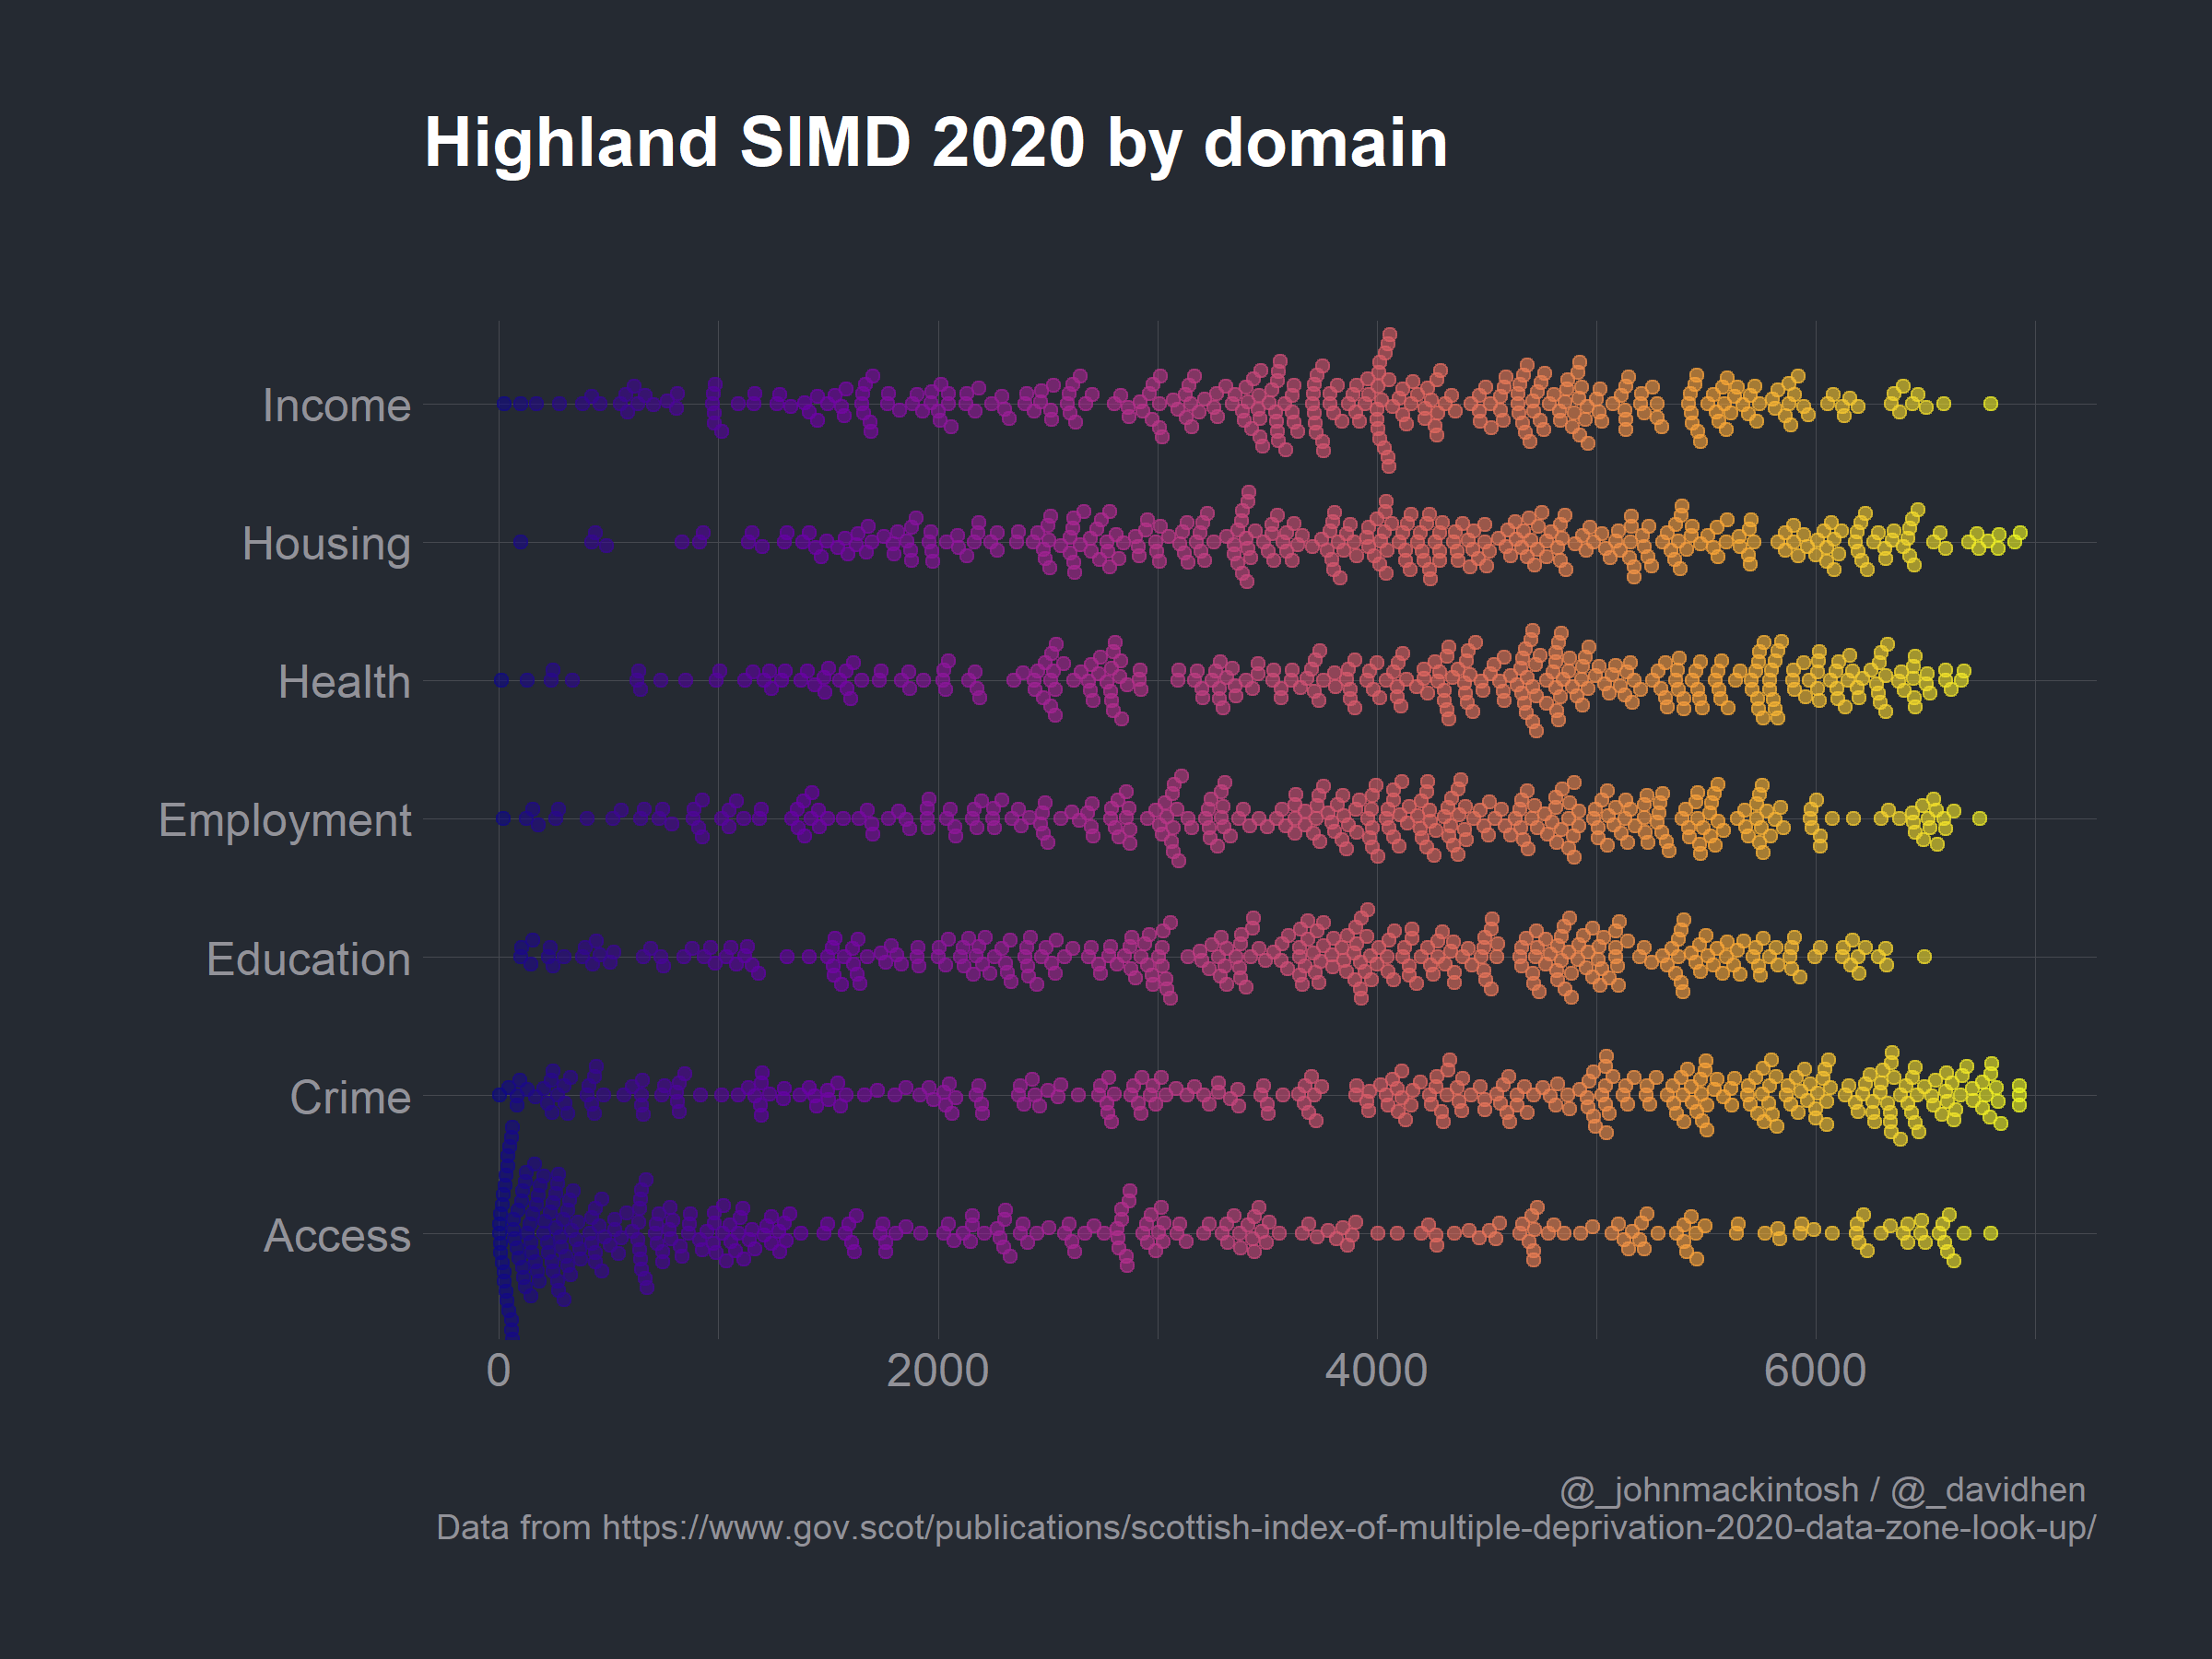 Highland SIMD 2020 by domain
Income
Housing
Health
Employment
Education
Crime
Access
0 2000 4000 6000
@_johnmackintosh / @_davidhen
Data from https://www.gov.scot/publications/scottish-index-of-multiple-deprivation-2020-data-zone-look-up/